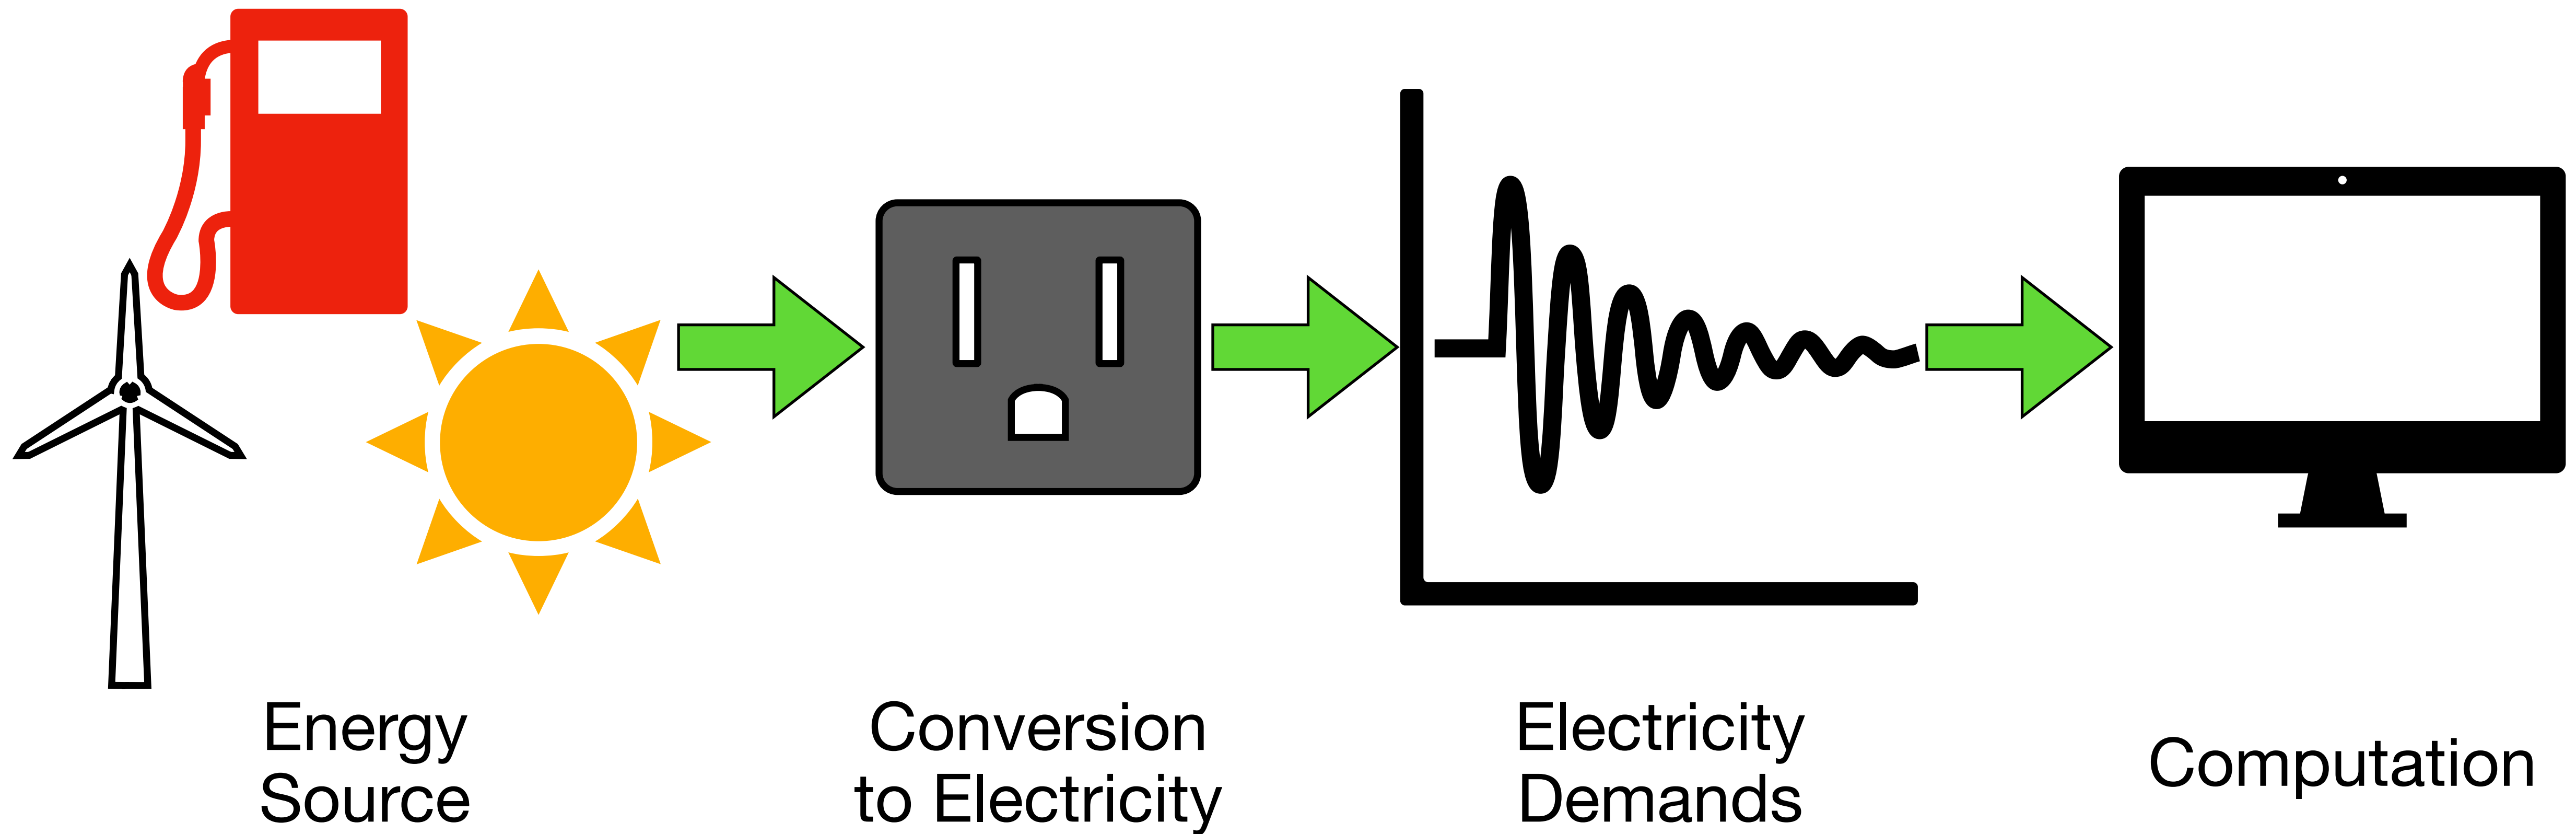 Energy
Source
Conversion
to Electricity
Electricity
Demands
Computation